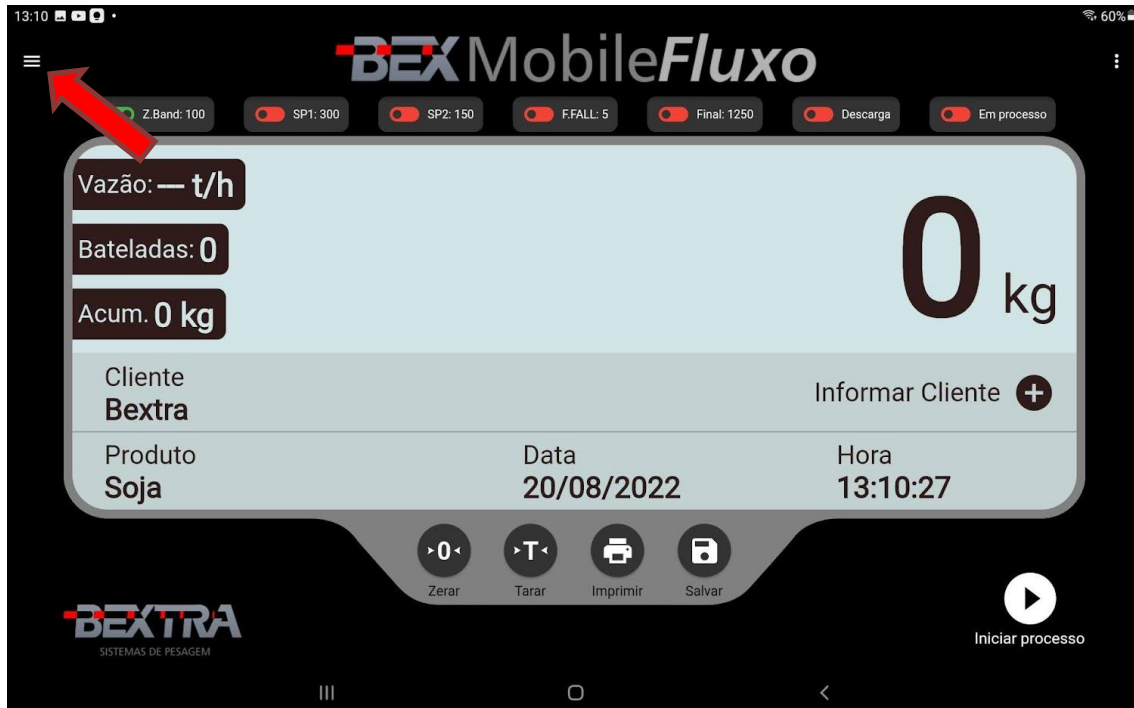 13:10
60%
BEX MobileFluxo
Z.Band: 100
SP1: 300
SP2: 150
F.FALL: 5
Final: 1250
Descarga
Em processo
Vazão: --- t/h
Bateladas: 0
Acum. 0 kg
0 kg
Cliente
Bextra
Informar Cliente
Produto
Soja
Data
20/08/2022
Hora
13:10:27
0
T
Zerar
Tarar
Imprimir
Salvar
BEXTRA
SISTEMAS DE PESAGEM
Iniciar processo